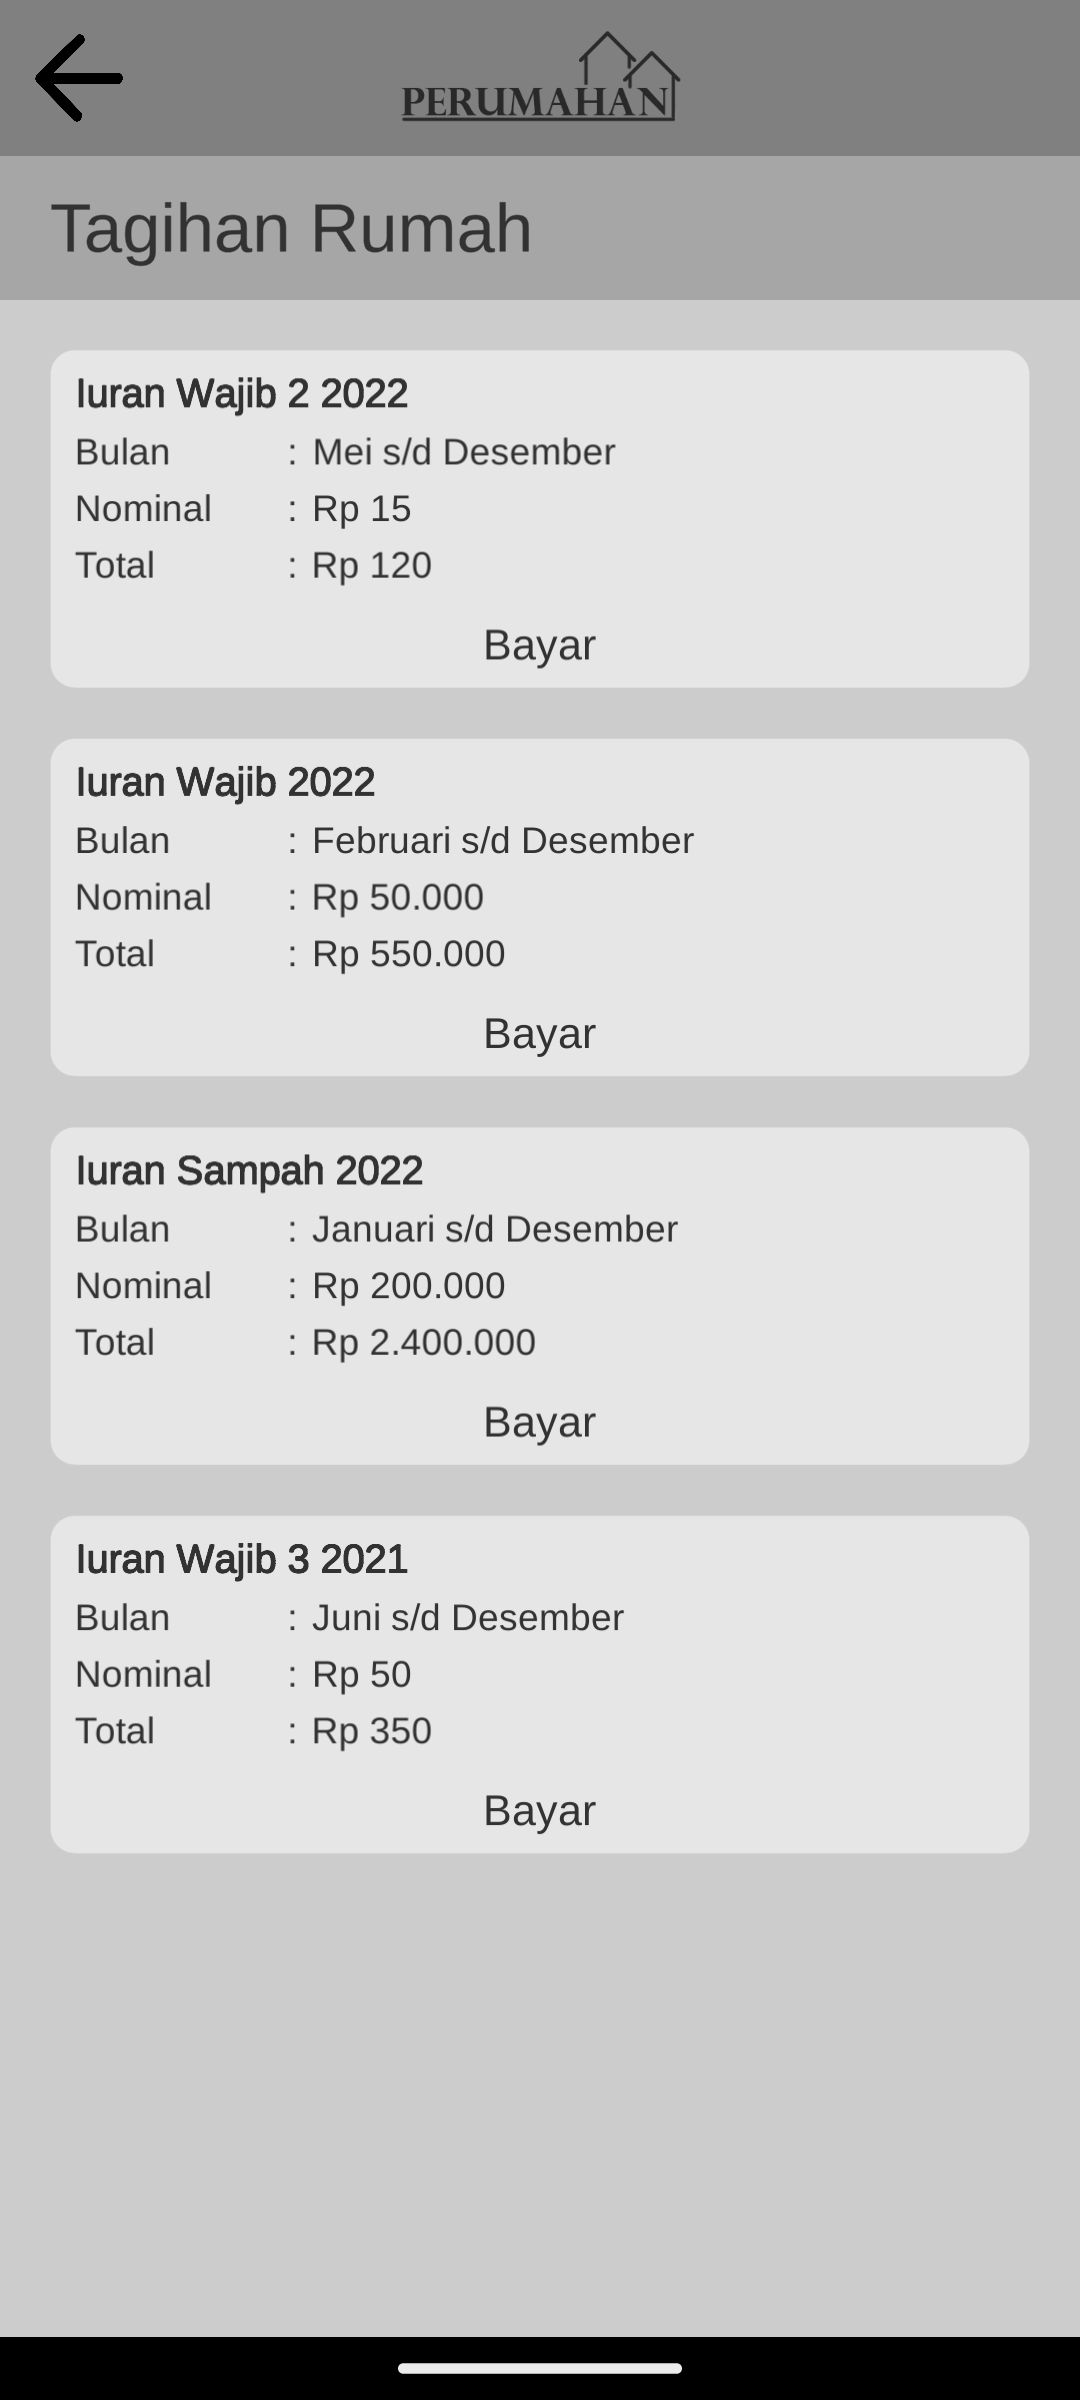 PERUMAHAN
Tagihan Rumah
Iuran Wajib 2 2022
Bulan : Mei s/d Desember
Nominal : Rp 15
Total : Rp 120
Bayar
Iuran Wajib 2022
Bulan : Februari s/d Desember
Nominal : Rp 50.000
Total : Rp 550.000
Bayar
Iuran Sampah 2022
Bulan : Januari s/d Desember
Nominal : Rp 200.000
Total : Rp 2.400.000
Bayar
Iuran Wajib 3 2021
Bulan : Juni s/d Desember
Nominal : Rp 50
Total : Rp 350
Bayar